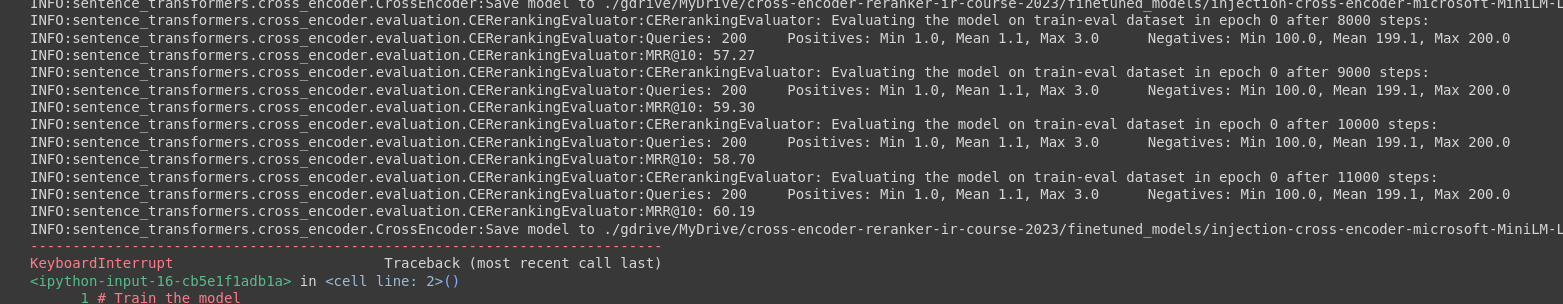 INFO:sentence_transformers.cross_encoder.CrossEncoder:Save model to ./gdrive/MyDrive/cross-encoder-reranker-ir-course-2023/finetuned_models/injection-cross-encoder-microsoft-MiniLM-L
INFO:sentence_transformers.cross_encoder.evaluation.CERerankingEvaluator:CERerankingEvaluator: Evaluating the model on train-eval dataset in epoch 0 after 8000 steps:
INFO:sentence_transformers.cross_encoder.evaluation.CERerankingEvaluator:Queries: 200 Positives: Min 1.0, Mean 1.1, Max 3.0 Negatives: Min 100.0, Mean 199.1, Max 200.0
INFO:sentence_transformers.cross_encoder.evaluation.CERerankingEvaluator:MRR@10: 57.27
INFO:sentence_transformers.cross_encoder.evaluation.CERerankingEvaluator:CERerankingEvaluator: Evaluating the model on train-eval dataset in epoch 0 after 9000 steps:
INFO:sentence_transformers.cross_encoder.evaluation.CERerankingEvaluator:Queries: 200 Positives: Min 1.0, Mean 1.1, Max 3.0 Negatives: Min 100.0, Mean 199.1, Max 200.0
INFO:sentence_transformers.cross_encoder.evaluation.CERerankingEvaluator:MRR@10: 59.30
INFO:sentence_transformers.cross_encoder.evaluation.CERerankingEvaluator:CERerankingEvaluator: Evaluating the model on train-eval dataset in epoch 0 after 10000 steps:
INFO:sentence_transformers.cross_encoder.evaluation.CERerankingEvaluator:Queries: 200 Positives: Min 1.0, Mean 1.1, Max 3.0 Negatives: Min 100.0, Mean 199.1, Max 200.0
INFO:sentence_transformers.cross_encoder.evaluation.CERerankingEvaluator:MRR@10: 58.70
INFO:sentence_transformers.cross_encoder.evaluation.CERerankingEvaluator:CERerankingEvaluator: Evaluating the model on train-eval dataset in epoch 0 after 11000 steps:
INFO:sentence_transformers.cross_encoder.evaluation.CERerankingEvaluator:Queries: 200 Positives: Min 1.0, Mean 1.1, Max 3.0 Negatives: Min 100.0, Mean 199.1, Max 200.0
INFO:sentence_transformers.cross_encoder.evaluation.CERerankingEvaluator:MRR@10: 60.19
INFO:sentence_transformers.cross_encoder.CrossEncoder:Save model to ./gdrive/MyDrive/cross-encoder-reranker-ir-course-2023/finetuned_models/injection-cross-encoder-microsoft-MiniLM-L
---------------------------------------------------------------------------
KeyboardInterrupt Traceback (most recent call last)
<ipython-input-16-cb5e1f1adb1a> in <cell line: 2>()
1 # Train the model